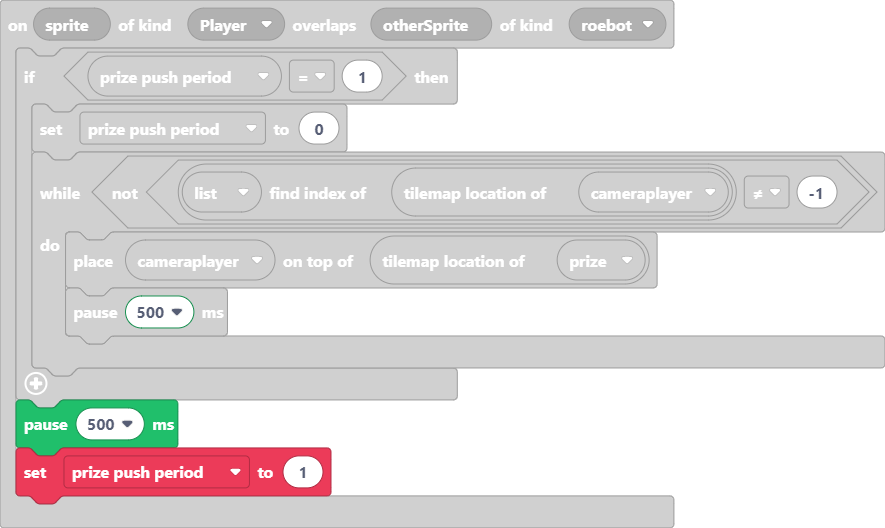 on sprite of kind Player overlaps otherSprite of kind roebot
if prize push period = 1 then
set prize push period to 0
while not list find index of tilemap location of cameraplayer ≠ -1
do
place cameraplayer on top of tilemap location of prize
pause 500 ms
pause 500 ms
set prize push period to 1